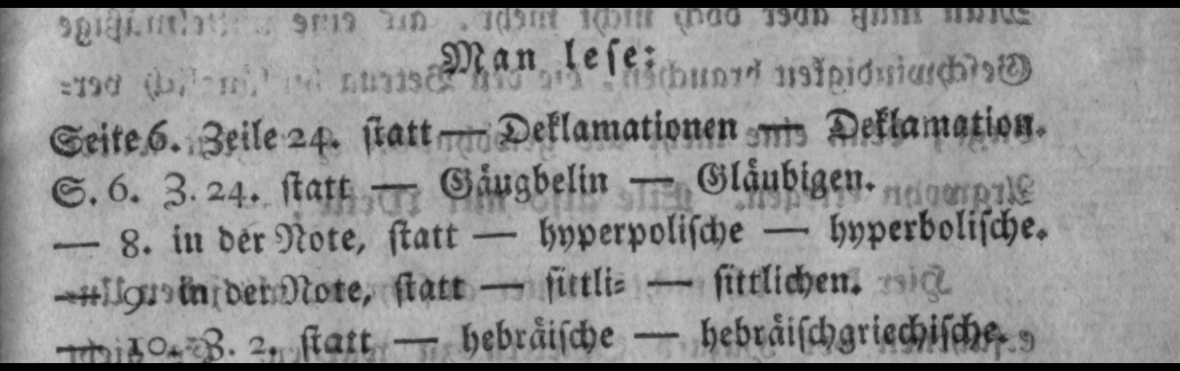 Man leſe:
Seite 6. Zeile 24. ſtatt — Deklamationen — Deklamation.
S. 6. Z. 24. ſtatt — Gäugbelin — Gläubigen.
— 8. in der Note, ſtatt — hyperpoliſche — hyperboliſche.
— 9. in der Note, ſtatt — ſittli⸗ — ſittlichen.
— 10. Z. 2. ſtatt — hebräiſche — hebräiſchgriechiſche.